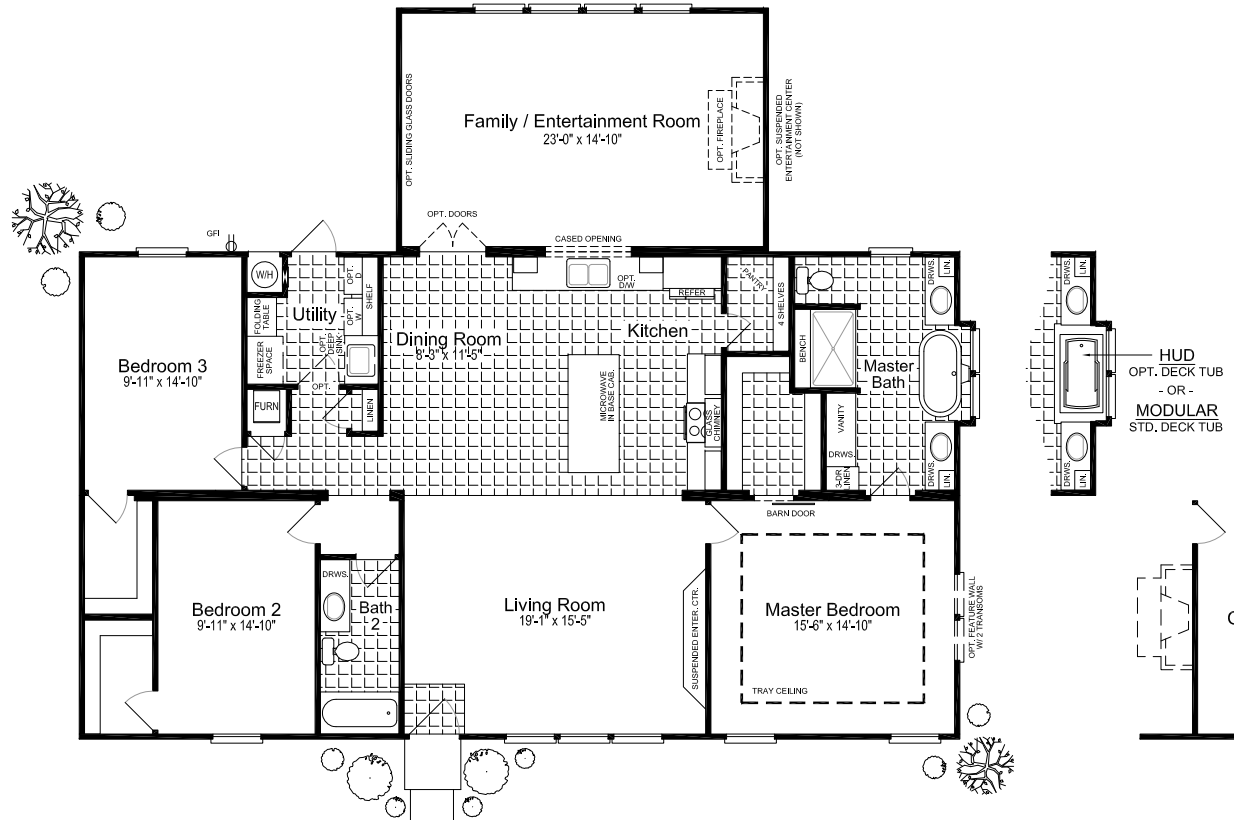 OPT. SLIDING GLASS DOORS
Family / Entertainment Room
23'-0" x 14'-10"
OPT. FIREPLACE
OPT. SUSPENDED
ENTERTAINMENT CENTER
(NOT SHOWN)
OPT. DOORS
CASED OPENING
GFI
W/H
OPT. D
SHELF
OPT. W
FOLDING
TABLE
Utility
OPT.
DEEP
SINK
FREEZER
SPACE
OPT.
FURN
LINEN
Bedroom 3
9'-11" x 14'-10"
Dining Room
8'-3" x 11'-5"
OPT.
D/W
REFER
Kitchen
MICROWAVE
IN BASE CAB.
GLASS
CHIMNEY
PANTRY
4 SHELVES
BENCH
Master
Bath
DRWS.
LIN.
VANITY
DRWS.
3-DR
LINEN
DRWS.
LIN.
DRWS.
LIN.
HUD
OPT. DECK TUB
- OR -
MODULAR
STD. DECK TUB
DRWS.
LIN.
BARN DOOR
Bedroom 2
9'-11" x 14'-10"
DRWS.
Bath
2
Living Room
19'-1" x 15'-5"
SUSPENDED ENTER. CTR.
Master Bedroom
15'-6" x 14'-10"
TRAY CEILING
OPT. FEATURE WALL
W/ 2 TRANSOMS